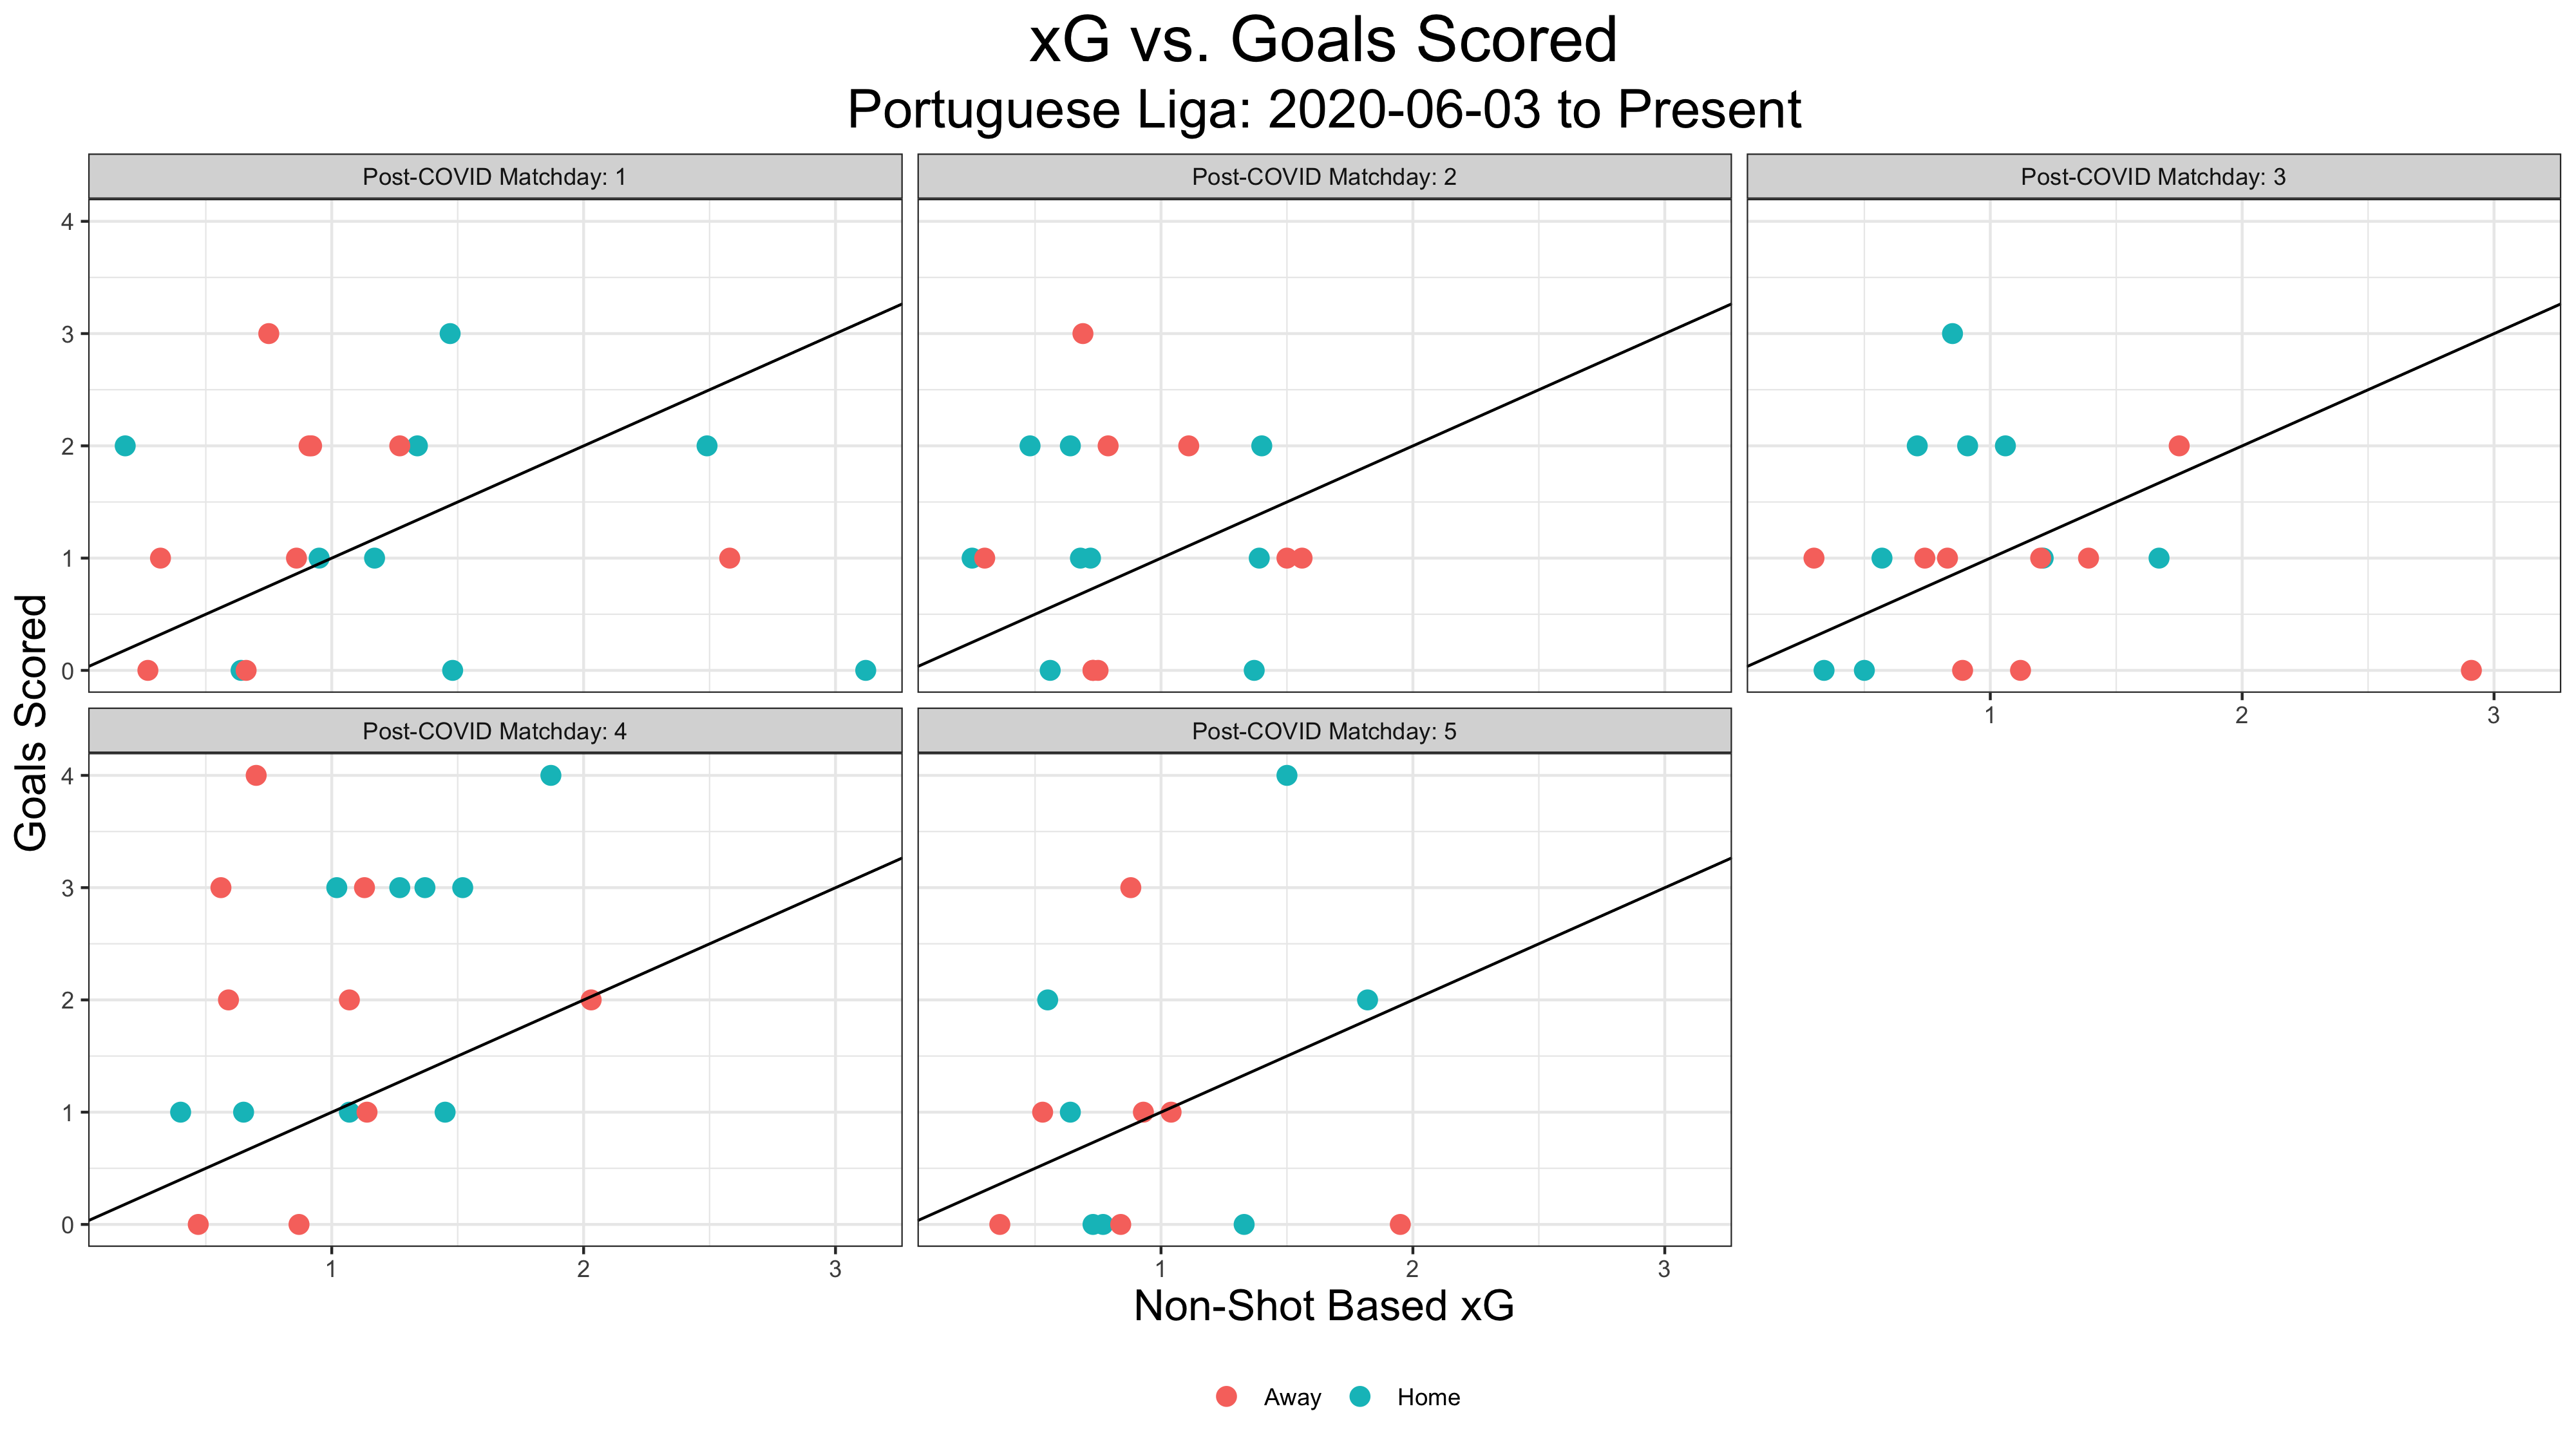 xG vs. Goals Scored
Portuguese Liga: 2020-06-03 to Present
Post-COVID Matchday: 1
Post-COVID Matchday: 2
Post-COVID Matchday: 3
4
3
2
1
0
1
2
3
Post-COVID Matchday: 4
Post-COVID Matchday: 5
4
3
2
1
0
1
2
3
1
2
3
Goals Scored
Non-Shot Based xG
Away
Home